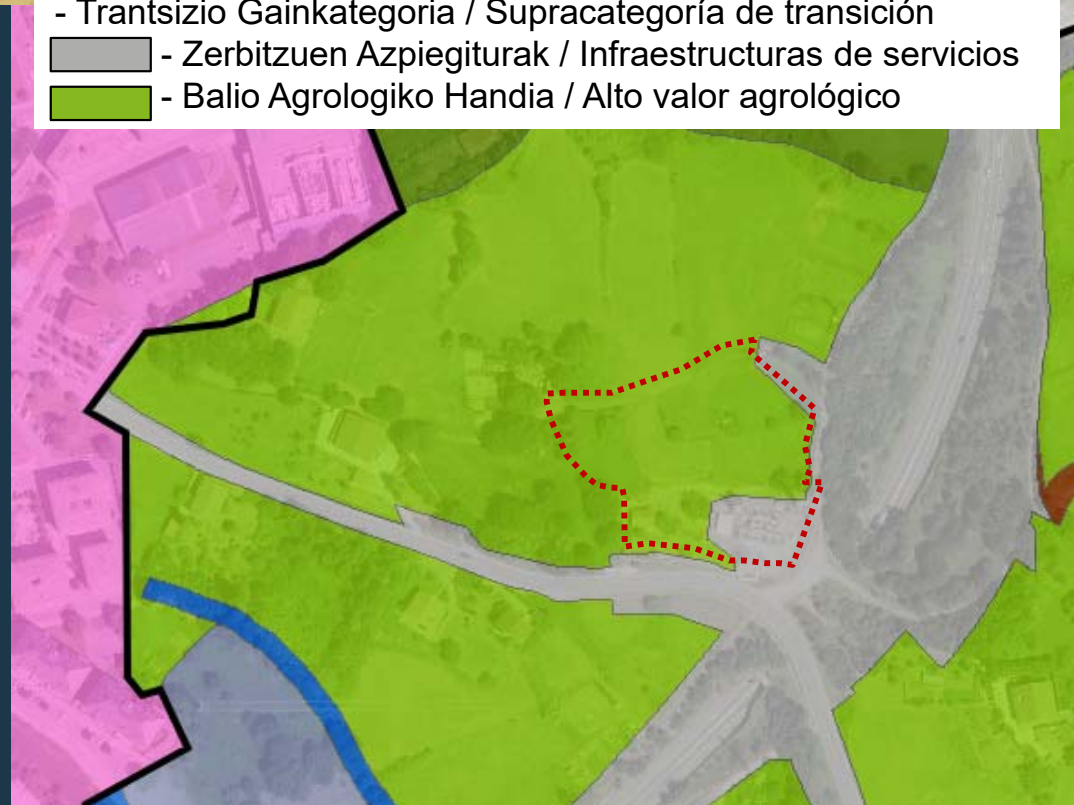 - Trantsizio Gainkategoria / Supracategoría de transición
- Zerbitzuen Azpiegiturak / Infraestructuras de servicios
- Balio Agrologiko Handia / Alto valor agrológico